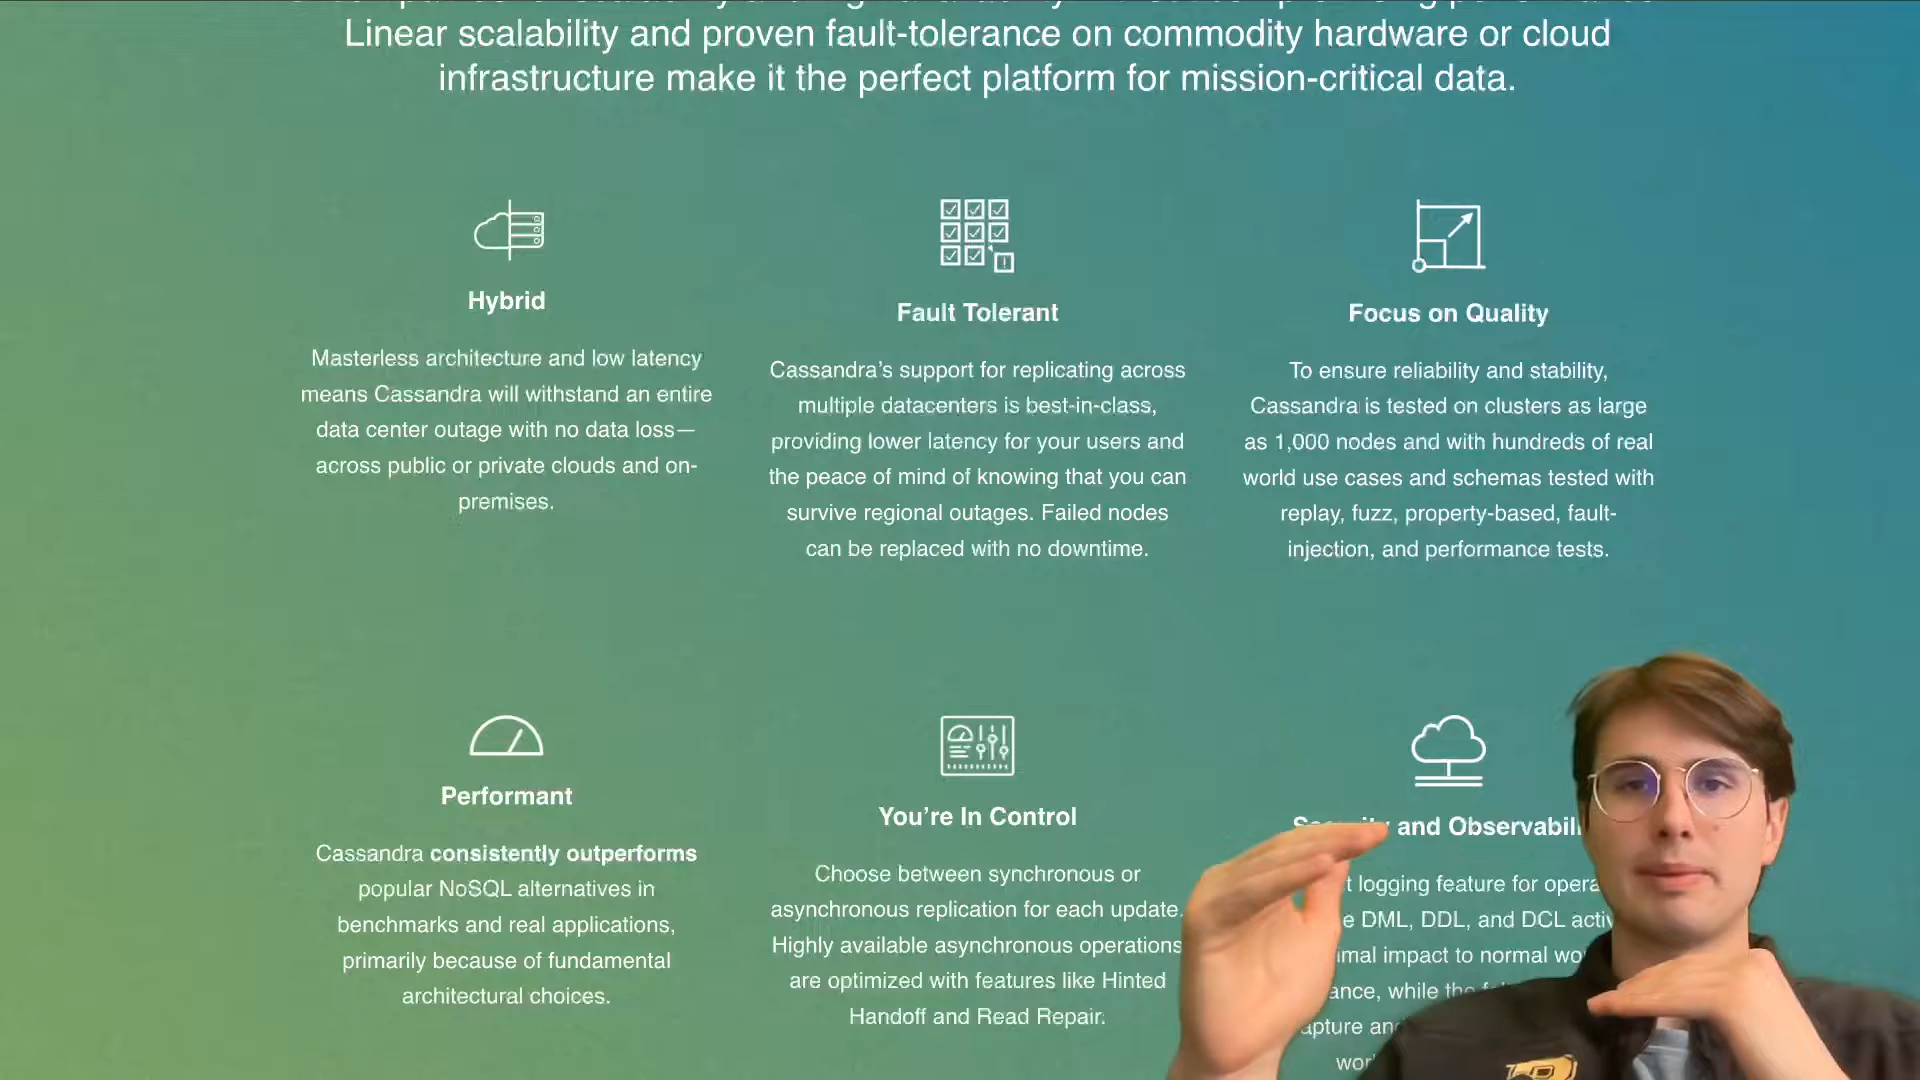 Linear scalability and proven fault-tolerance on commodity hardware or cloud
infrastructure make it the perfect platform for mission-critical data.
Hybrid
Masterless architecture and low latency
means Cassandra will withstand an entire
data center outage with no data loss—
across public or private clouds and on-
premises.
Fault Tolerant
Cassandra’s support for replicating across
multiple datacenters is best-in-class,
providing lower latency for your users and
the peace of mind of knowing that you can
survive regional outages. Failed nodes
can be replaced with no downtime.
Focus on Quality
To ensure reliability and stability,
Cassandra is tested on clusters as large
as 1,000 nodes and with hundreds of real
world use cases and schemas tested with
replay, fuzz, property-based, fault-
injection, and performance tests.
Performant
Cassandra consistently outperforms
popular NoSQL alternatives in
benchmarks and real applications,
primarily because of fundamental
architectural choices.
You’re In Control
Choose between synchronous or
asynchronous replication for each update.
Highly available asynchronous operations
are optimized with features like Hinted
Handoff and Read Repair.
and
logging feature for
DML, DDL, and DCL
impact to normal
while the